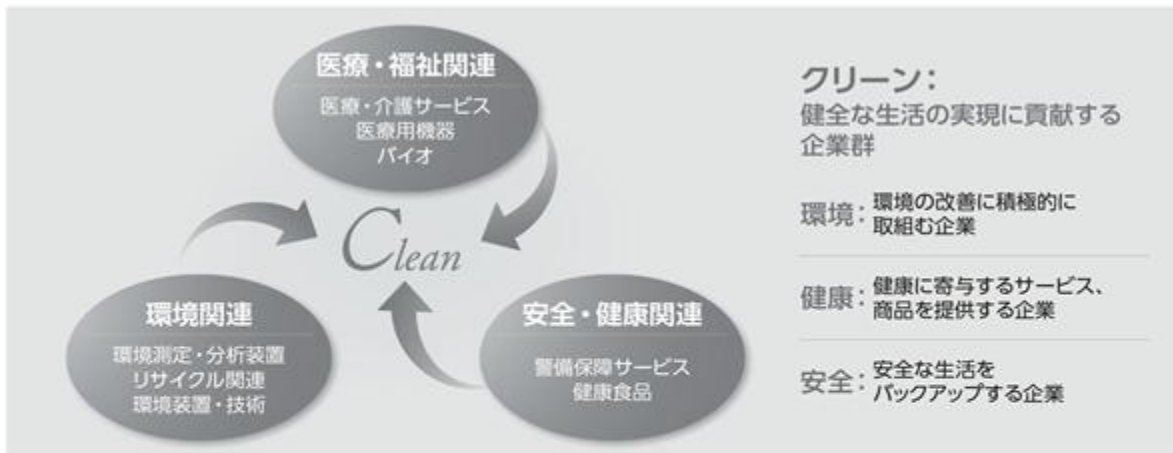 医療・福祉関連
医療・介護サービス
医療用機器
バイオ
Clean
環境関連
環境測定・分析装置
リサイクル関連
環境装置・技術
安全・健康関連
警備保障サービス
健康食品
クリーン：
健全な生活の実現に貢献する
企業群
環境：環境の改善に積極的に
取組む企業
健康：健康に寄与するサービス、
商品を提供する企業
安全：安全な生活を
バックアップする企業